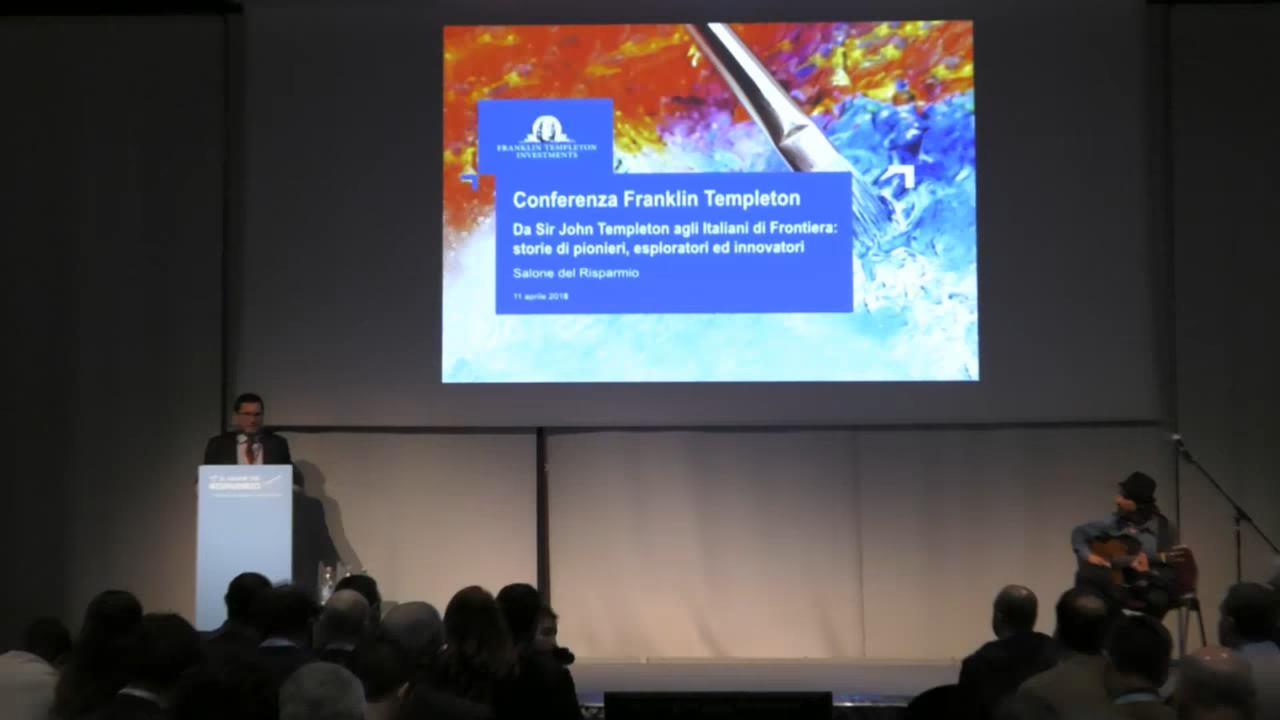 FRANKLIN TEMPLETON
INVESTMENTS
Conferenza Franklin Templeton
Da Sir John Templeton agli Italiani di Frontiera:
storie di pionieri, esploratori ed innovatori
Salone del Risparmio
11 aprile 2018